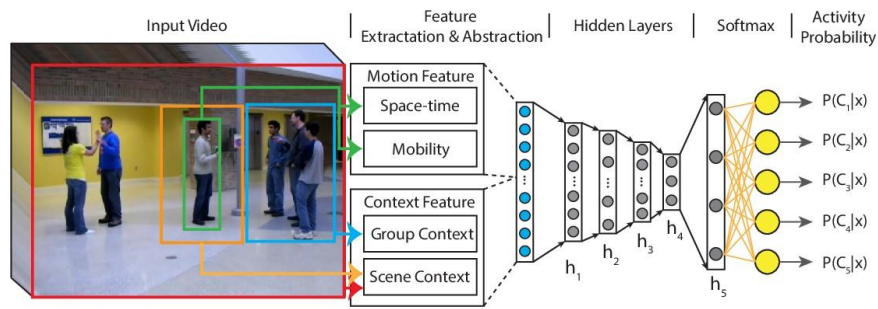 Input Video
Feature
Extractation & Abstraction
Hidden Layers
Softmax
Activity
Probability
Motion Feature
Space-time
Mobility
Context Feature
Group Context
Scene Context
h1
h2
h3
h4
h5
P(C1|x)
P(C2|x)
P(C3|x)
P(C4|x)
P(C5|x)